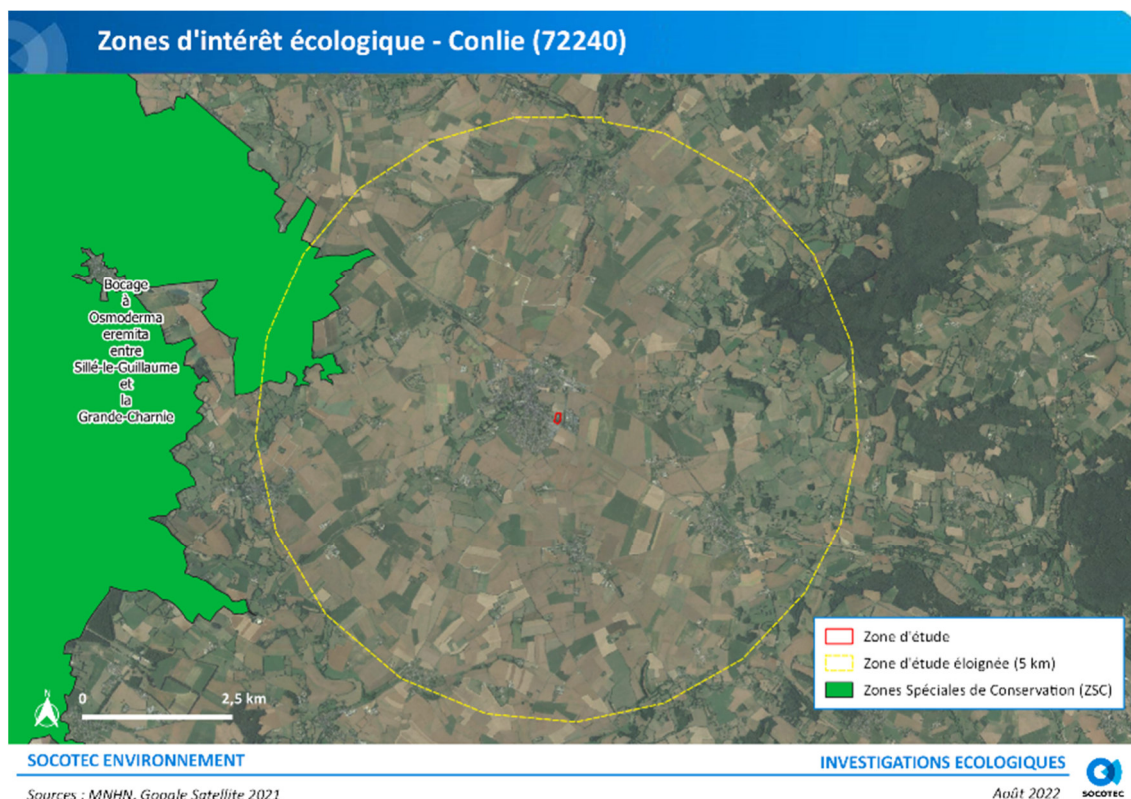 Zones d'intérêt écologique - Conlie (72240)
Bocage
à
Osmoderma
eremita
entre
Sillé-le-Guillaume
et
la
Grande-Charnie
Zone d'étude
Zone d'étude éloignée (5 km)
Zones Spéciales de Conservation (ZSC)
N
0 2,5 km
SOCOTEC ENVIRONNEMENT
INVESTIGATIONS ECOLOGIQUES
Sources : MNHN, Google Satellite 2021
Août 2022
SOCOTEC